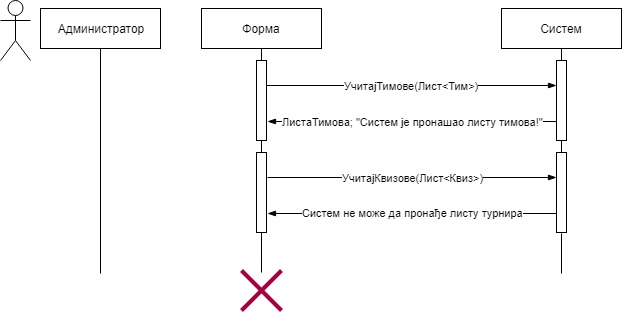 Администратор
Форма
Систем
УчитајТимове(Лист<Тим>)
ЛистаТимова; "Систем је пронашао листу тимова!"
УчитајКвизове(Лист<Квиз>)
Систем не може да пронађе листу турнира